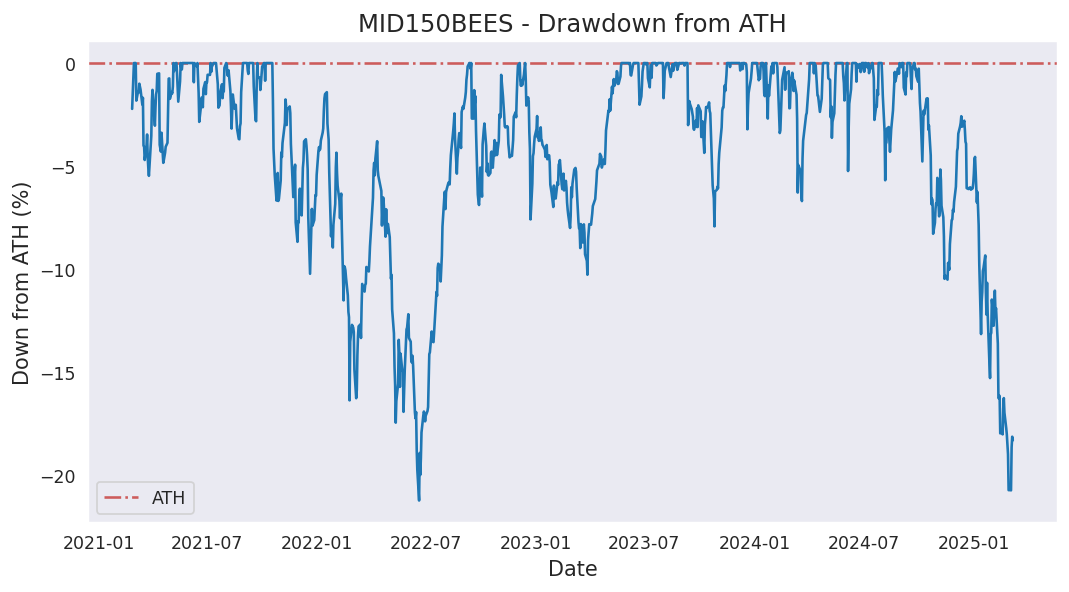 MID150BEES - Drawdown from ATH
Down from ATH (%)
0
−5
−10
−15
−20
ATH
2021-01 2021-07 2022-01 2022-07 2023-01 2023-07 2024-01 2024-07 2025-01
Date